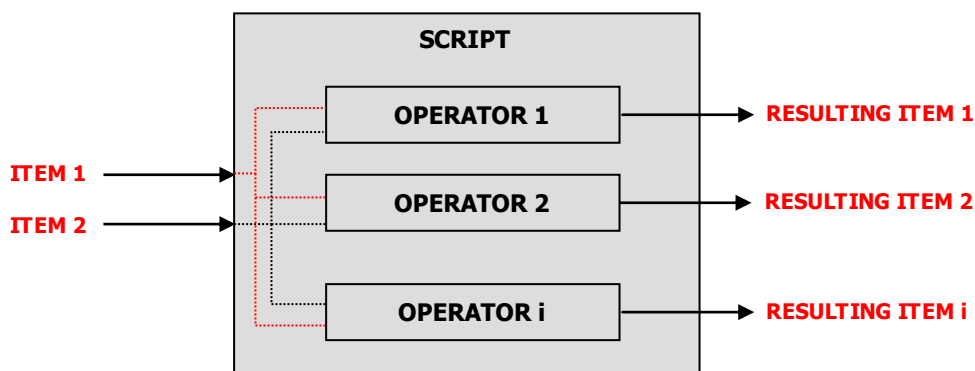 SCRIPT
OPERATOR 1
RESULTING ITEM 1
ITEM 1
OPERATOR 2
RESULTING ITEM 2
ITEM 2
OPERATOR i
RESULTING ITEM i